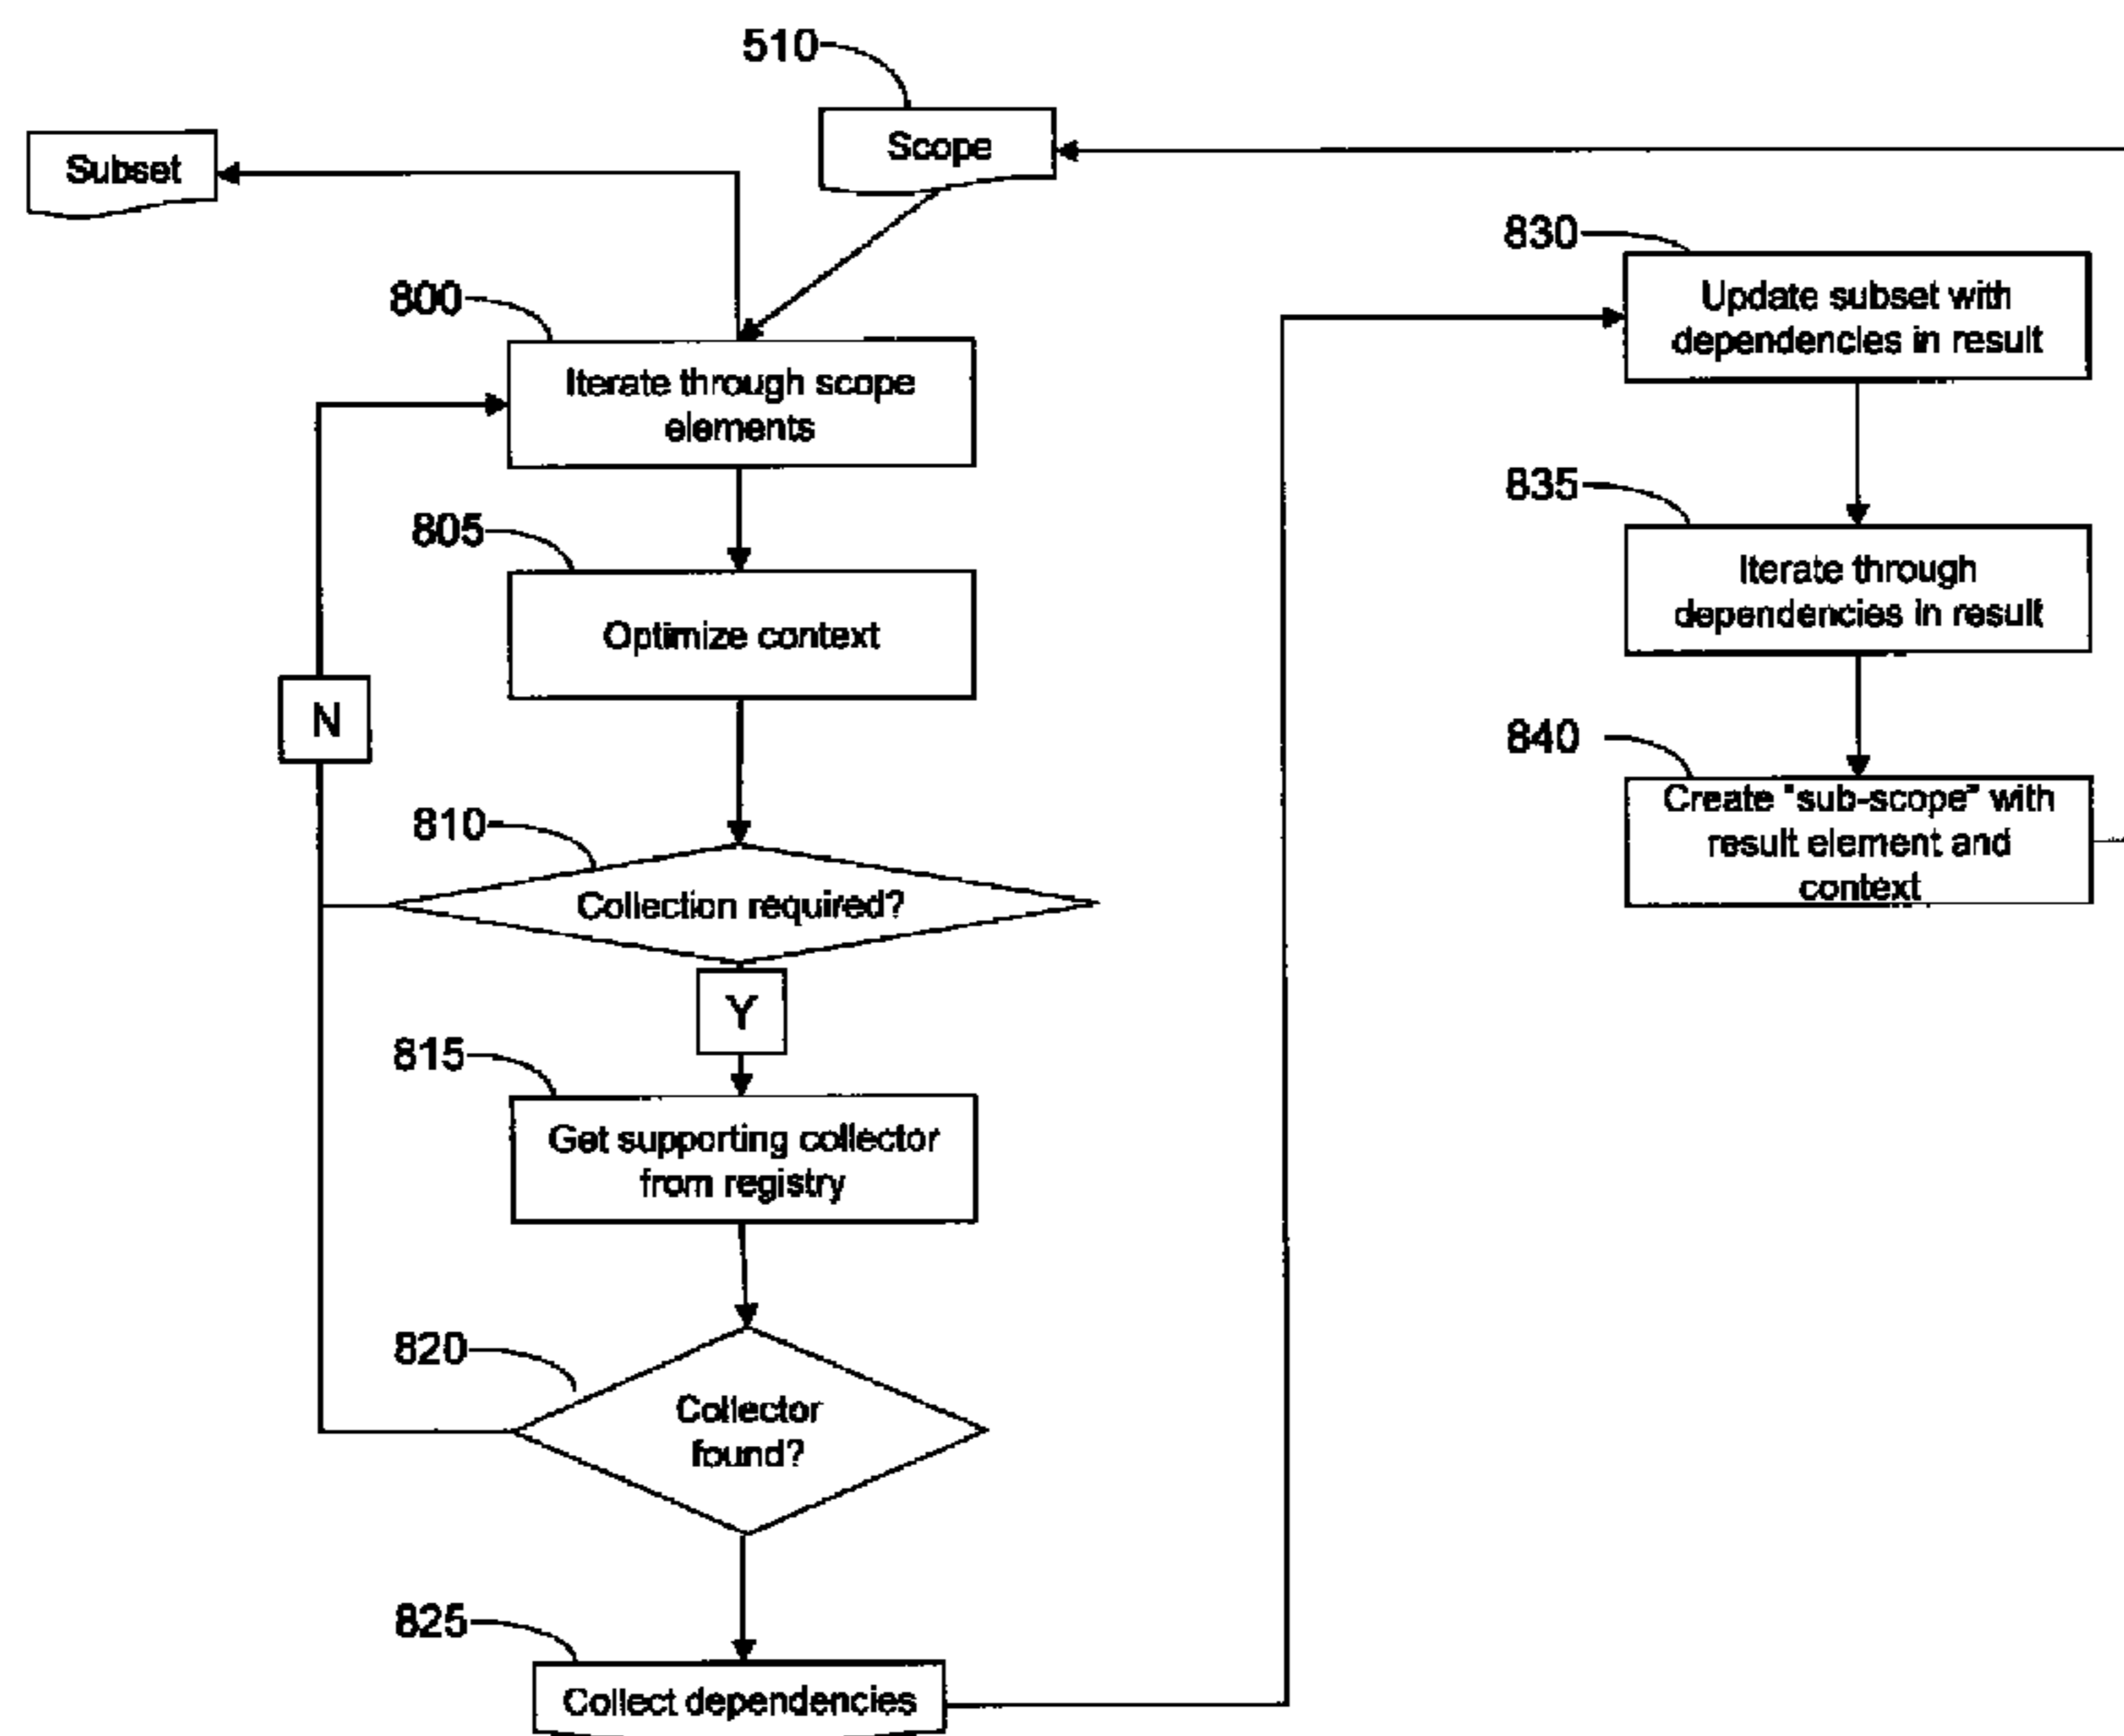 510
Scope
Subset
800
Iterate through scope
elements
805
Optimize context
N
810
Collection required?
Y
815
Get supporting collector
from registry
820
Collector
found?
825
Collect dependencies
830
Update subset with
dependencies in result
835
Iterate through
dependencies in result
840
Create "sub-scope" with
result element and
context